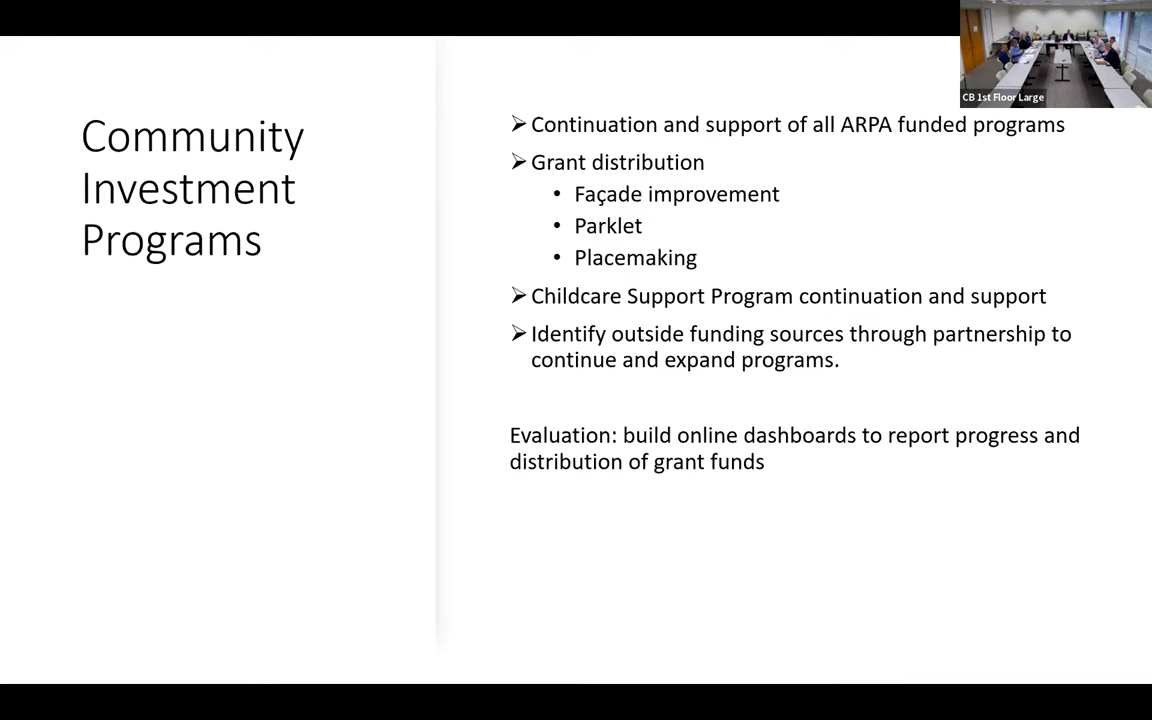 CB 1st Floor Large
Community
Investment
Programs
➢ Continuation and support of all ARPA funded programs
➢ Grant distribution
• Façade improvement
• Parklet
• Placemaking
➢ Childcare Support Program continuation and support
➢ Identify outside funding sources through partnership to
continue and expand programs.
Evaluation: build online dashboards to report progress and
distribution of grant funds